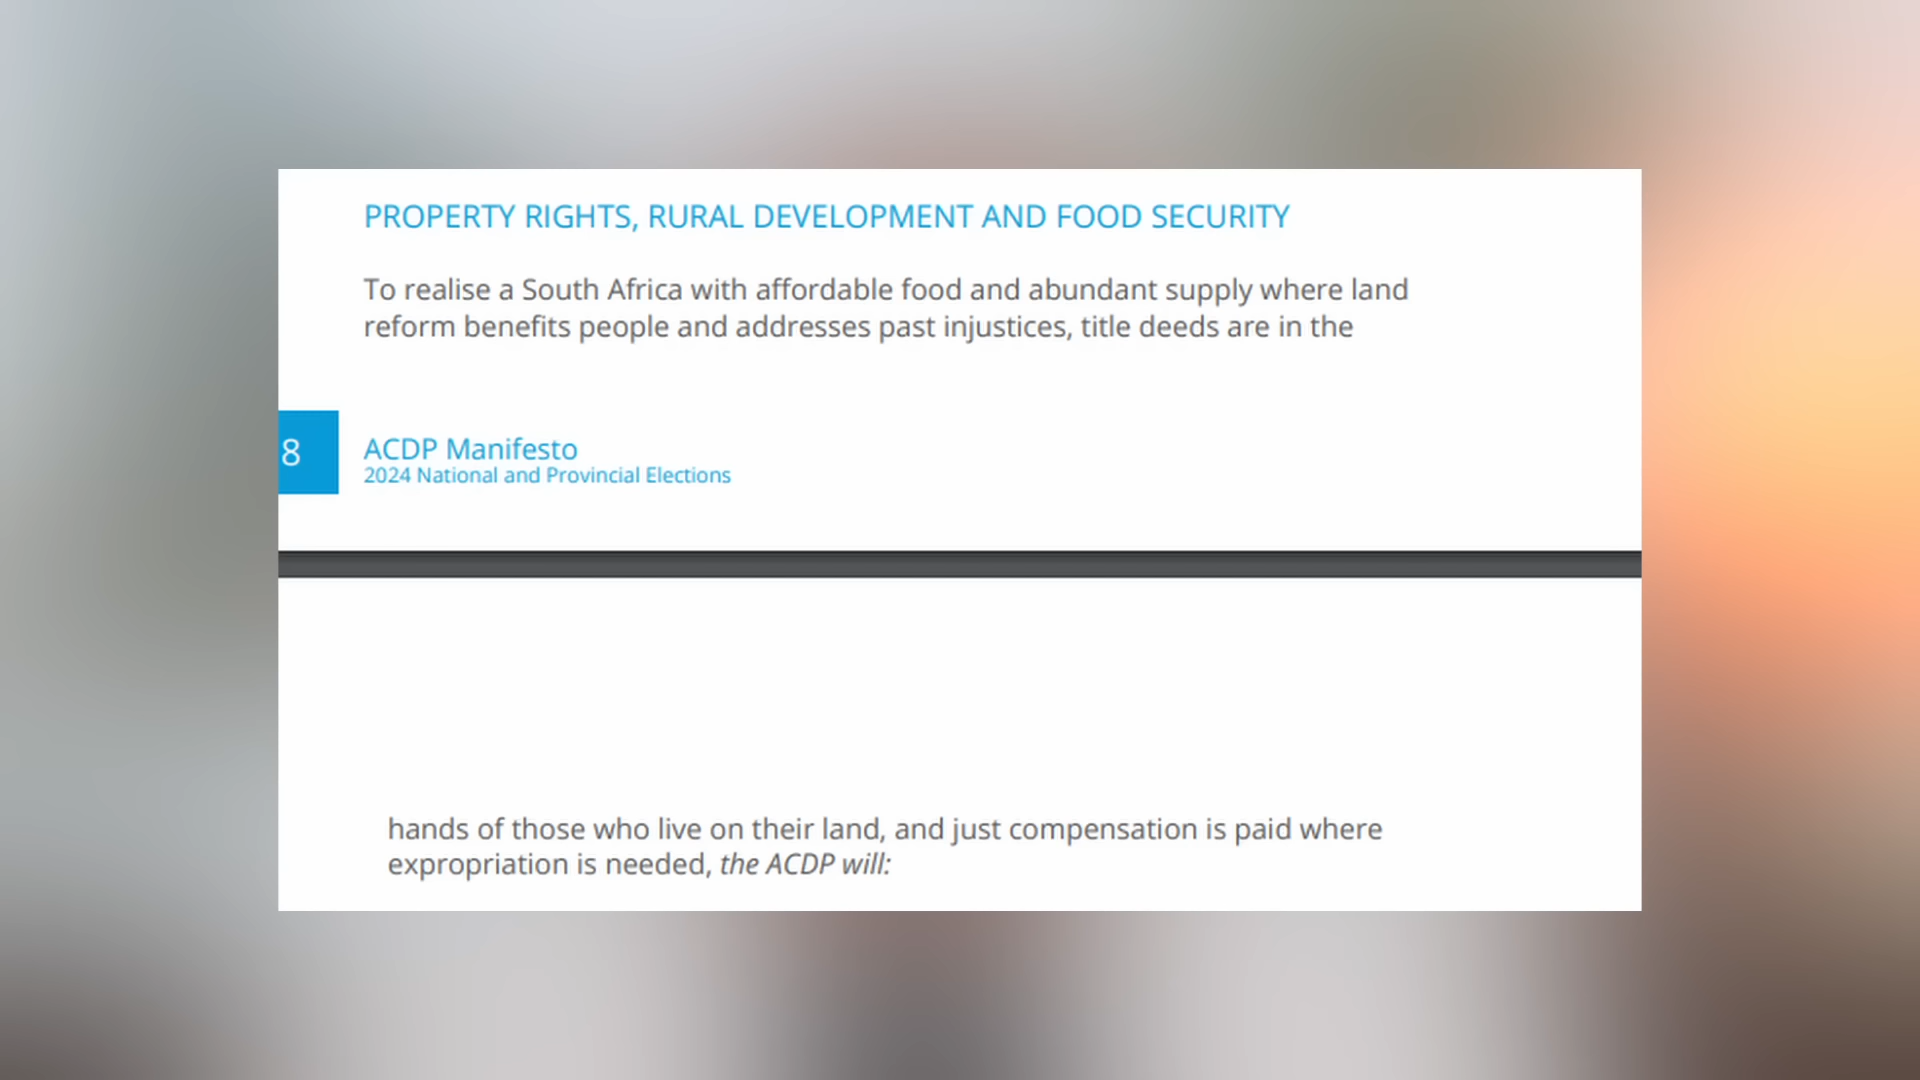 PROPERTY RIGHTS, RURAL DEVELOPMENT AND FOOD SECURITY
To realise a South Africa with affordable food and abundant supply where land
reform benefits people and addresses past injustices, title deeds are in the
8
ACDP Manifesto
2024 National and Provincial Elections
hands of those who live on their land, and just compensation is paid where
expropriation is needed, the ACDP will: